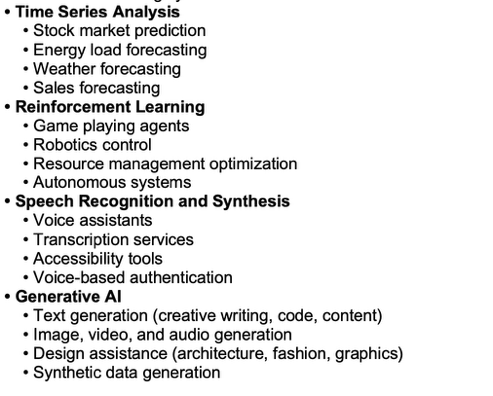 • Time Series Analysis
• Stock market prediction
• Energy load forecasting
• Weather forecasting
• Sales forecasting
• Reinforcement Learning
• Game playing agents
• Robotics control
• Resource management optimization
• Autonomous systems
• Speech Recognition and Synthesis
• Voice assistants
• Transcription services
• Accessibility tools
• Voice-based authentication
• Generative AI
• Text generation (creative writing, code, content)
• Image, video, and audio generation
• Design assistance (architecture, fashion, graphics)
• Synthetic data generation